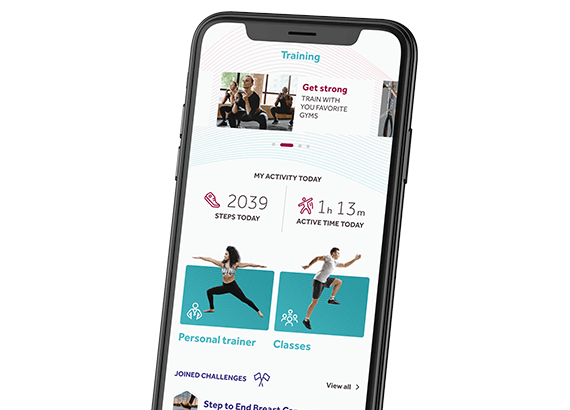 Training
Get strong
TRAIN WITH
YOU FAVORITE
GYMS
MY ACTIVITY TODAY
2039
STEPS TODAY
1h 13m
ACTIVE TIME TODAY
Personal trainer
Classes
JOINED CHALLENGES
View all
Step to End Breast